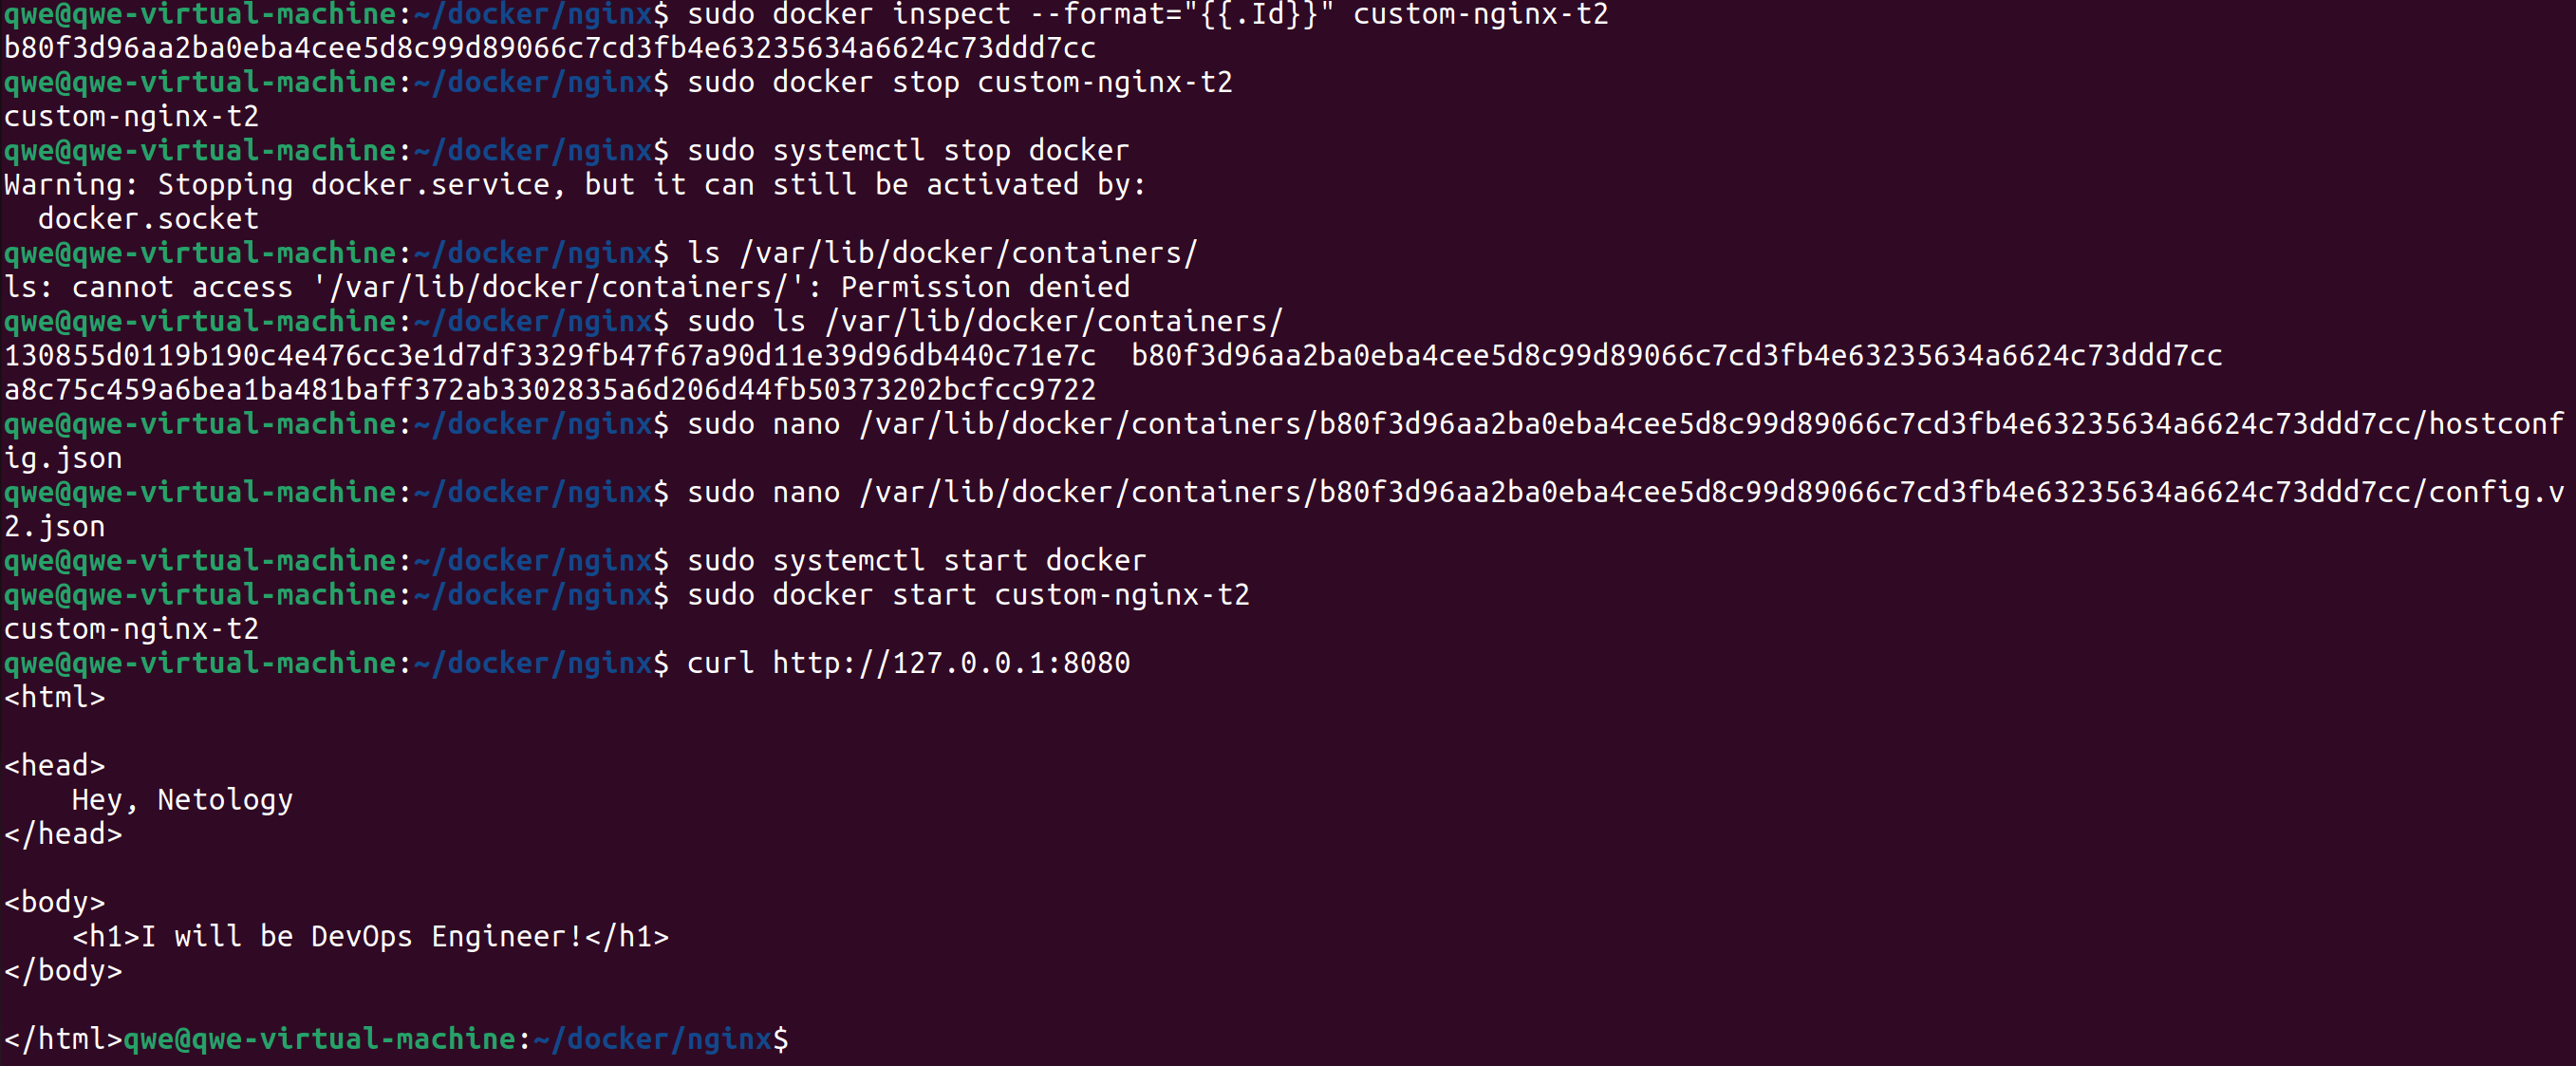 qwe@qwe-virtual-machine:~/docker/nginx$ sudo docker inspect --format="{{.Id}}" custom-nginx-t2
b80f3d96aa2ba0eba4cee5d8c99d89066c7cd3fb4e63235634a6624c73ddd7cc
qwe@qwe-virtual-machine:~/docker/nginx$ sudo docker stop custom-nginx-t2
custom-nginx-t2
qwe@qwe-virtual-machine:~/docker/nginx$ sudo systemctl stop docker
Warning: Stopping docker.service, but it can still be activated by:
  docker.socket
qwe@qwe-virtual-machine:~/docker/nginx$ ls /var/lib/docker/containers/
ls: cannot access '/var/lib/docker/containers/': Permission denied
qwe@qwe-virtual-machine:~/docker/nginx$ sudo ls /var/lib/docker/containers/
130855d0119b190c4e476cc3e1d7df3329fb47f67a90d11e39d96db440c71e7c  b80f3d96aa2ba0eba4cee5d8c99d89066c7cd3fb4e63235634a6624c73ddd7cc
a8c75c459a6bea1ba481baff372ab3302835a6d206d44fb50373202bcfcc9722
qwe@qwe-virtual-machine:~/docker/nginx$ sudo nano /var/lib/docker/containers/b80f3d96aa2ba0eba4cee5d8c99d89066c7cd3fb4e63235634a6624c73ddd7cc/hostconf
ig.json
qwe@qwe-virtual-machine:~/docker/nginx$ sudo nano /var/lib/docker/containers/b80f3d96aa2ba0eba4cee5d8c99d89066c7cd3fb4e63235634a6624c73ddd7cc/config.v
2.json
qwe@qwe-virtual-machine:~/docker/nginx$ sudo systemctl start docker
qwe@qwe-virtual-machine:~/docker/nginx$ sudo docker start custom-nginx-t2
custom-nginx-t2
qwe@qwe-virtual-machine:~/docker/nginx$ curl http://127.0.0.1:8080
<html>

<head>
    Hey, Netology
</head>

<body>
    <h1>I will be DevOps Engineer!</h1>
</body>

</html>qwe@qwe-virtual-machine:~/docker/nginx$